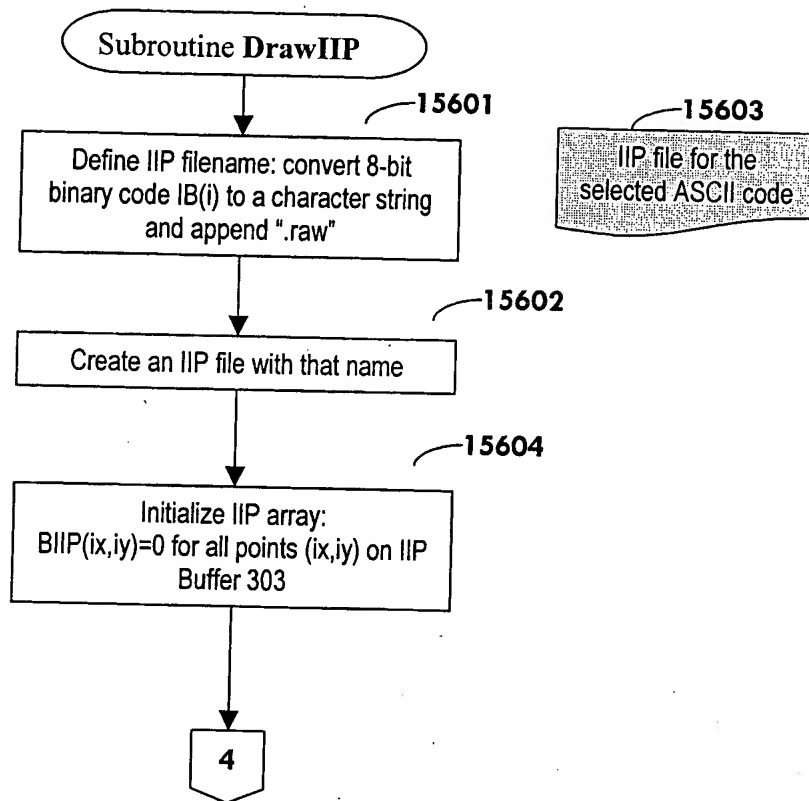 Subroutine DrawIIP
15601
Define IIP filename: convert 8-bit
binary code IB(i) to a character string
and append “.raw”
15603
IIP file for the
selected ASCII code
15602
Create an IIP file with that name
15604
Initialize IIP array:
BIIP(ix,iy)=0 for all points (ix,iy) on IIP
Buffer 303
4